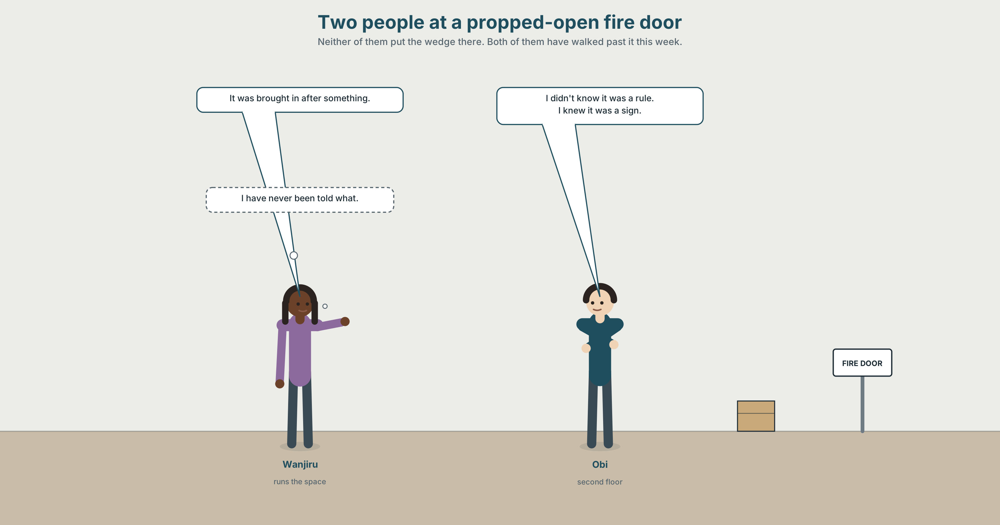 Two people at a propped-open fire door
Neither of them put the wedge there. Both of them have walked past it this week.
It was brought in after something.
I didn't know it was a rule.
I knew it was a sign.
I have never been told what.
FIRE DOOR
Wanjiru
runs the space
Obi
second floor